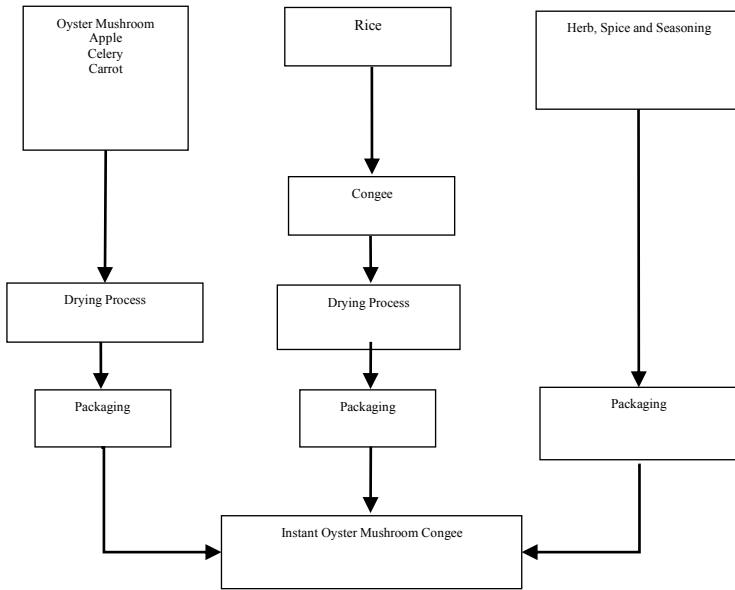 Oyster Mushroom
Apple
Celery
Carrot
Rice
Herb, Spice and Seasoning
Congee
Drying Process
Drying Process
Packaging
Packaging
Packaging
Instant Oyster Mushroom Congee